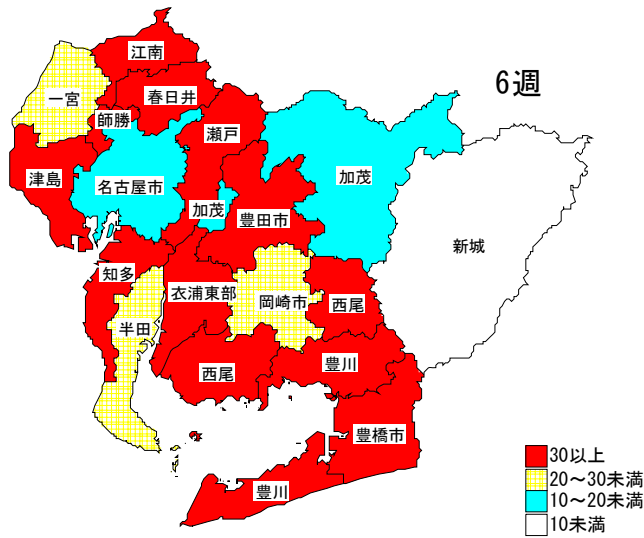 江南
6週
一宮
春日井
師勝
瀬戸
津島
名古屋市
加茂
加茂
豊田市
新城
知多
衣浦東部
岡崎市
西尾
半田
西尾
豊川
豊橋市
豊川
30以上
20～30未満
10～20未満
10未満